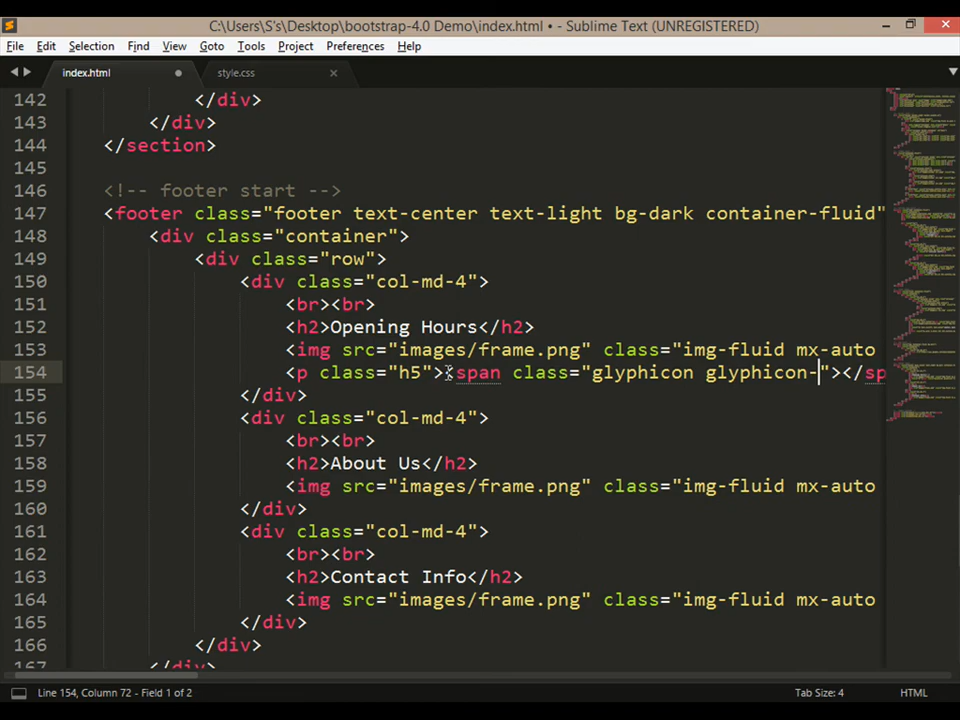 C:\Users\S's\Desktop\bootstrap-4.0 Demo\index.html • - Sublime Text (UNREGISTERED)
File Edit Selection Find View Goto Tools Project Preferences Help
index.html style.css
142 </div>
143 </div>
144 </section>
145
146 <!-- footer start -->
147 <footer class="footer text-center text-light bg-dark container-fluid"
148 <div class="container">
149 <div class="row">
150 <div class="col-md-4">
151 <br><br>
152 <h2>Opening Hours</h2>
153 <img src="images/frame.png" class="img-fluid mx-auto
154 <p class="h5"><span class="glyphicon glyphicon-"></sp
155 </div>
156 <div class="col-md-4">
157 <br><br>
158 <h2>About Us</h2>
159 <img src="images/frame.png" class="img-fluid mx-auto
160 </div>
161 <div class="col-md-4">
162 <br><br>
163 <h2>Contact Info</h2>
164 <img src="images/frame.png" class="img-fluid mx-auto
165 </div>
166 </div>
167 </div>
Line 154, Column 72 - Field 1 of 2 Tab Size: 4 HTML